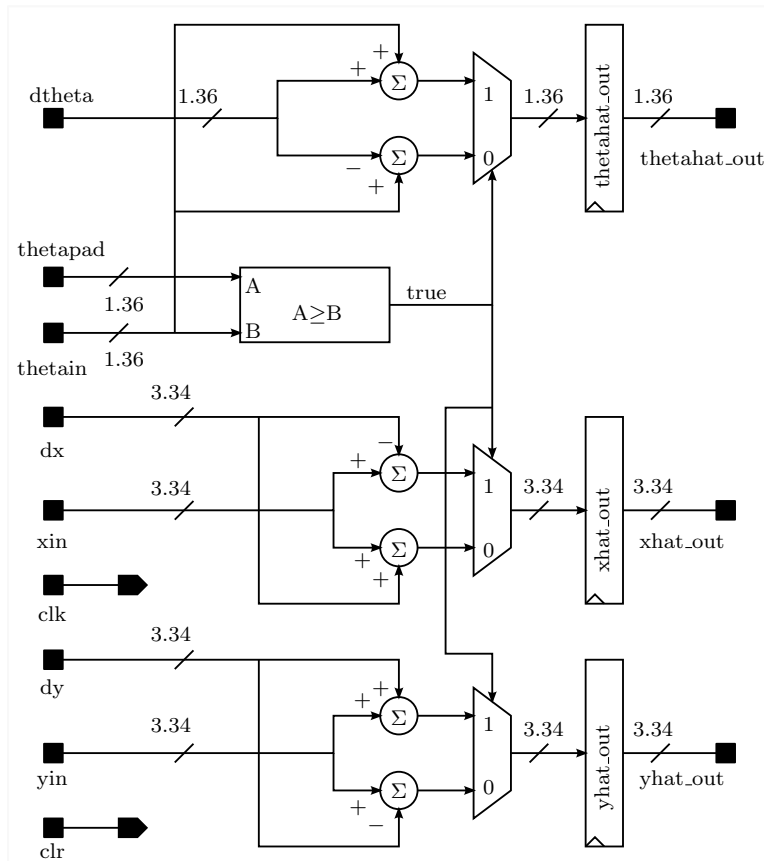 +
+ Σ
dtheta 1.36 1 1.36 1.36
thetahat_out
− Σ 0
+
thetahat_out
thetapad
A
1.36 A≥B true
B
1.36
thetain
3.34
dx −
+ Σ 1
3.34 3.34 3.34
xin xhat_out xhat_out
Σ 0
+ +
clk
3.34
dy +
+ Σ 1
3.34 3.34 3.34
yin yhat_out yhat_out
Σ 0
+ −
clr